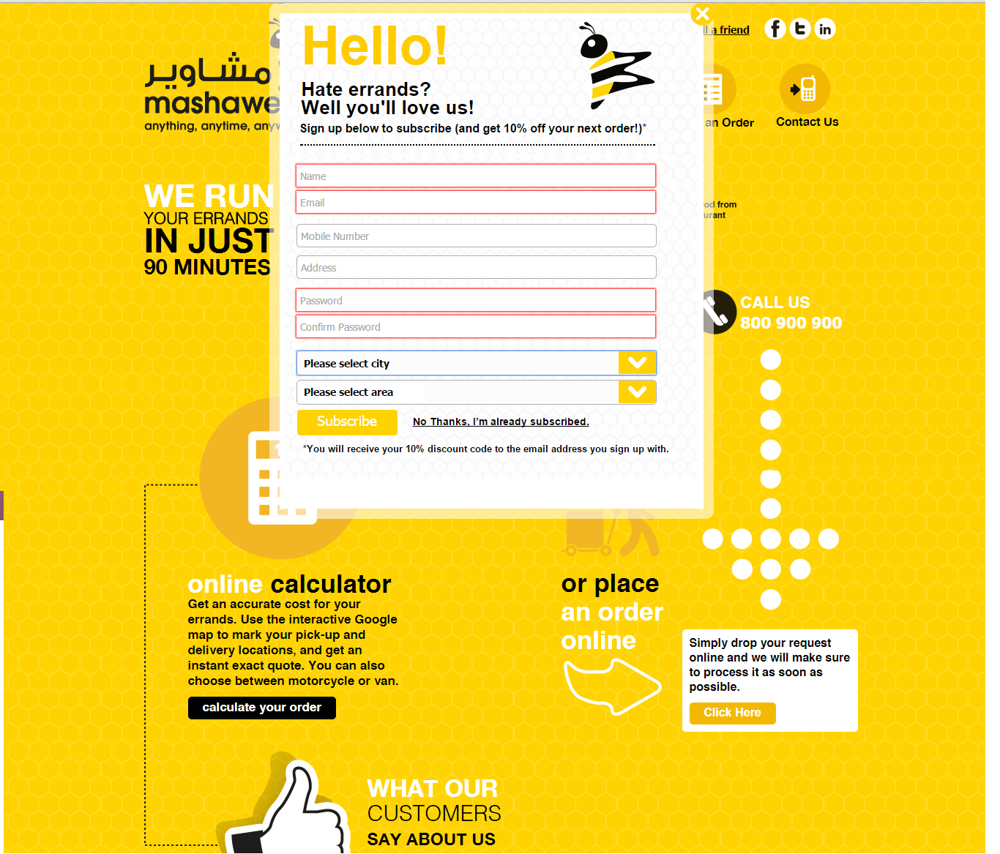 Hello!
Hate errands?
Well you'll love us!
Sign up below to subscribe (and get 10% off your next order!)*
Name
Email
Mobile Number
Address
Password
Confirm Password
Please select city
Please select area
Subscribe
No Thanks, I'm already subscribed.
*You will receive your 10% discount code to the email address you sign up with.
مشاوير
mashawe
anything, anytime, any
a friend
an Order
Contact Us
WE RUN
YOUR ERRANDS
IN JUST
90 MINUTES
from
CALL US
800 900 900
online calculator
Get an accurate cost for your
errands. Use the interactive Google
map to mark your pick-up and
delivery locations, and get an
instant exact quote. You can also
choose between motorcycle or van.
calculate your order
or place
an order
online
Simply drop your request
online and we will make sure
to process it as soon as
possible.
Click Here
WHAT OUR
CUSTOMERS
SAY ABOUT US